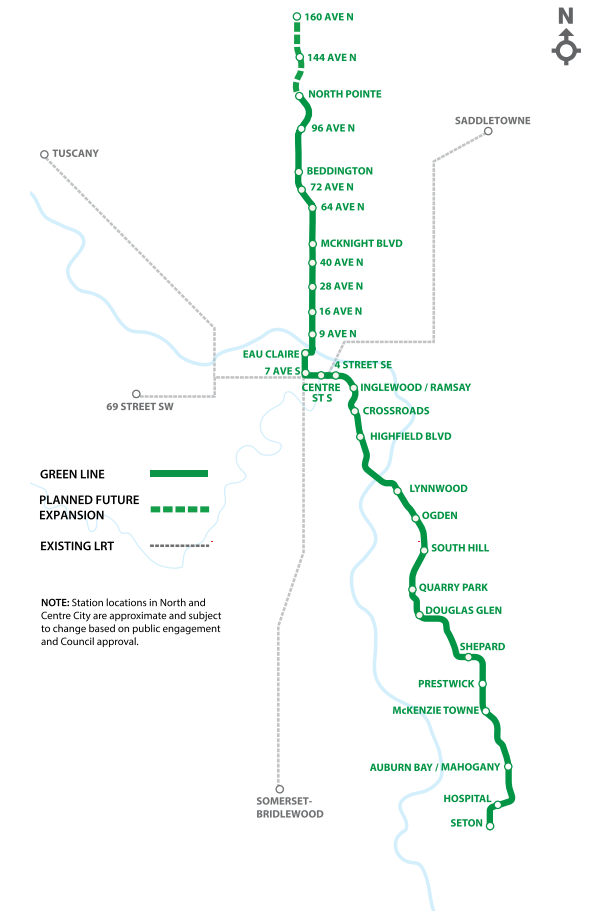 N
160 AVE N
144 AVE N
NORTH POINTE
SADDLETOWNE
96 AVE N
TUSCANY
BEDDINGTON
72 AVE N
64 AVE N
MCKNIGHT BLVD
40 AVE N
28 AVE N
16 AVE N
9 AVE N
EAU CLAIRE
4 STREET SE
7 AVE S
CENTRE
ST S
INGLEWOOD / RAMSAY
69 STREET SW
CROSSROADS
HIGHFIELD BLVD
GREEN LINE
PLANNED FUTURE
EXPANSION
EXISTING LRT
LYNNWOOD
OGDEN
SOUTH HILL
QUARRY PARK
DOUGLAS GLEN
NOTE: Station locations in North and
Centre City are approximate and subject
to change based on public engagement
and Council approval.
SHEPARD
PRESTWICK
McKENZIE TOWNE
AUBURN BAY / MAHOGANY
HOSPITAL
SETON
SOMERSET-
BRIDLEWOOD